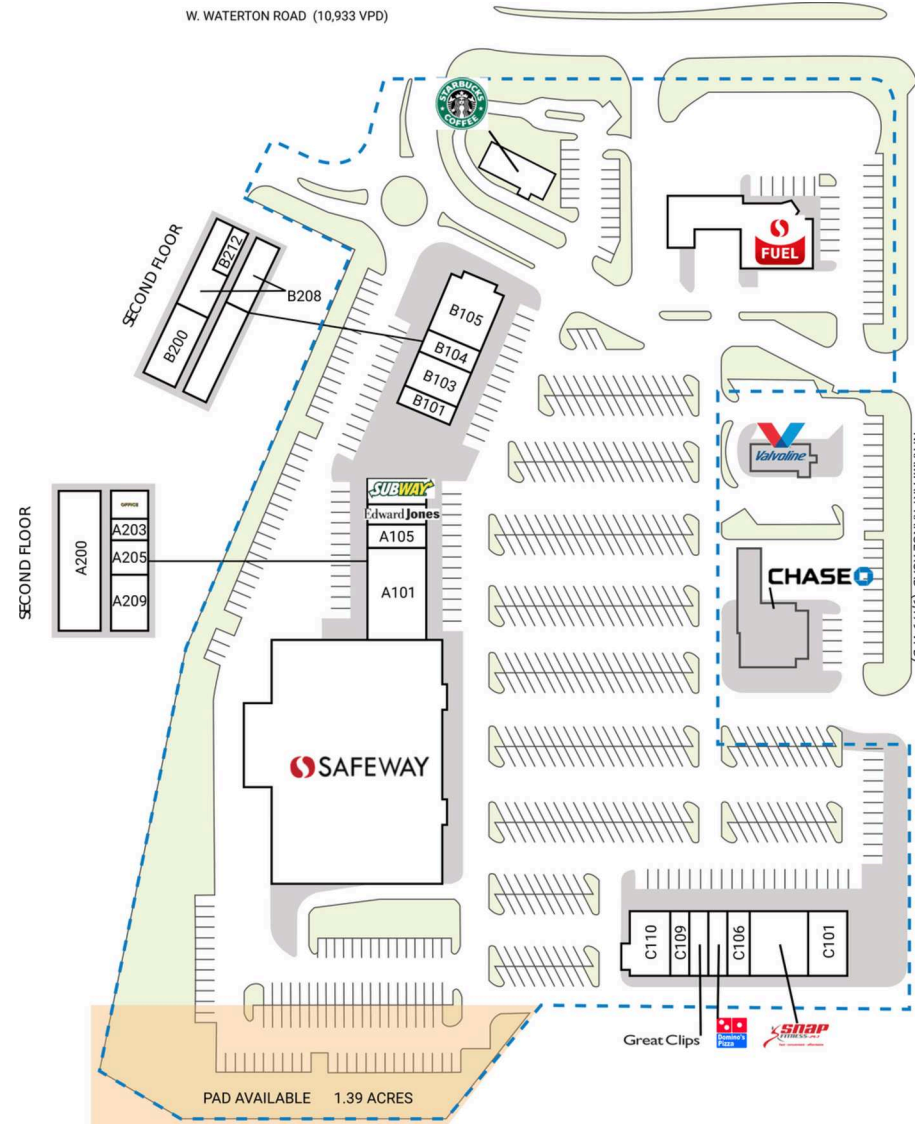 W. WATERTON ROAD (10,933 VPD)
STARBUCKS
COFFEE
FUEL
SECOND FLOOR
B212
B208
B200
B105
B104
B103
B101
Valvoline
SUBWAY
Edward Jones
A105
A101
SECOND FLOOR
A200
OFFICE
A203
A205
A209
CHASE
SAFEWAY
C110
C109
C106
C101
Great Clips
Domino's
Pizza
SNAP
FITNESS
PAD AVAILABLE 1.39 ACRES